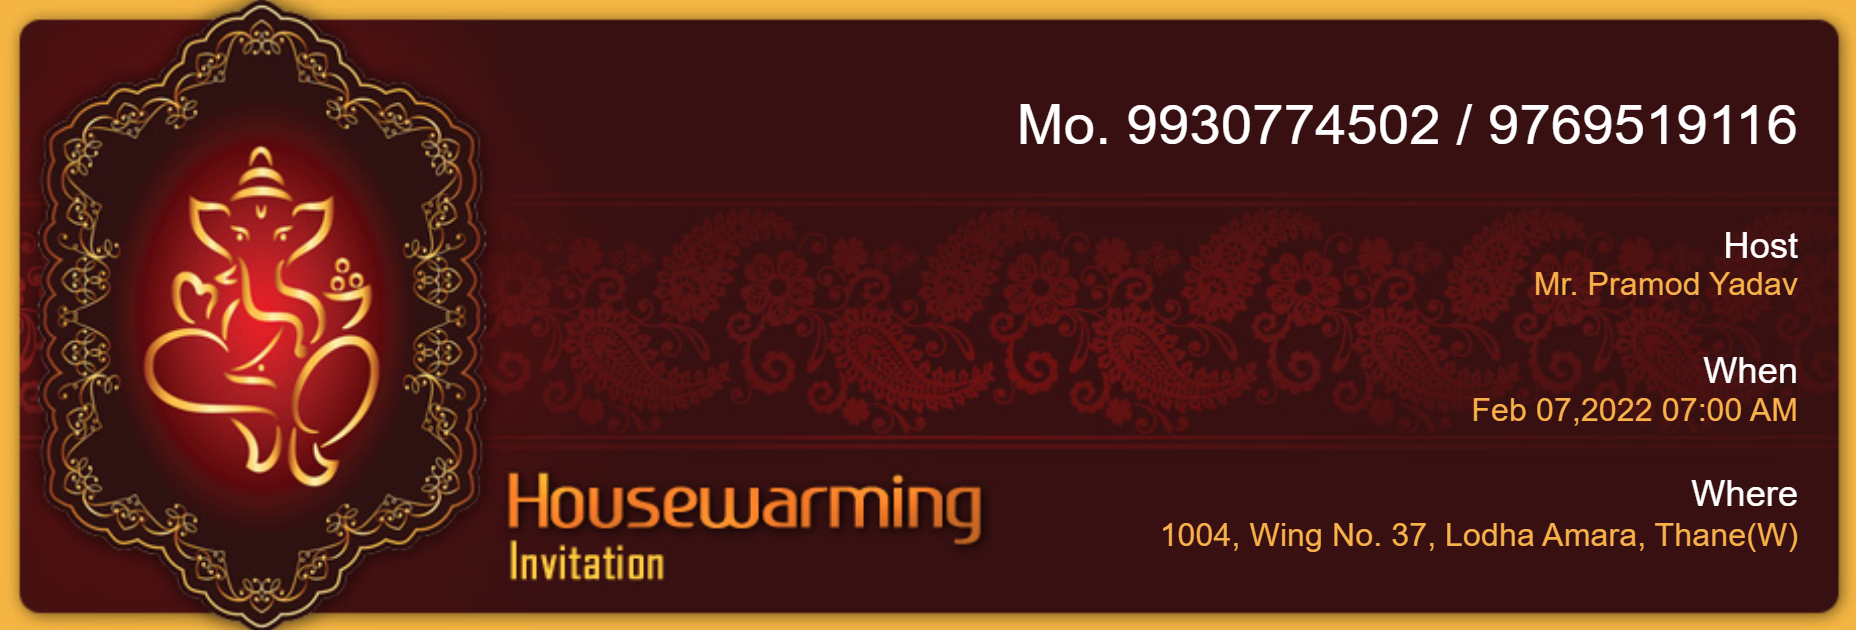 Mo. 9930774502 / 9769519116
Host
Mr. Pramod Yadav
When
Feb 07,2022 07:00 AM
Where
1004, Wing No. 37, Lodha Amara, Thane(W)
Housewarming
Invitation